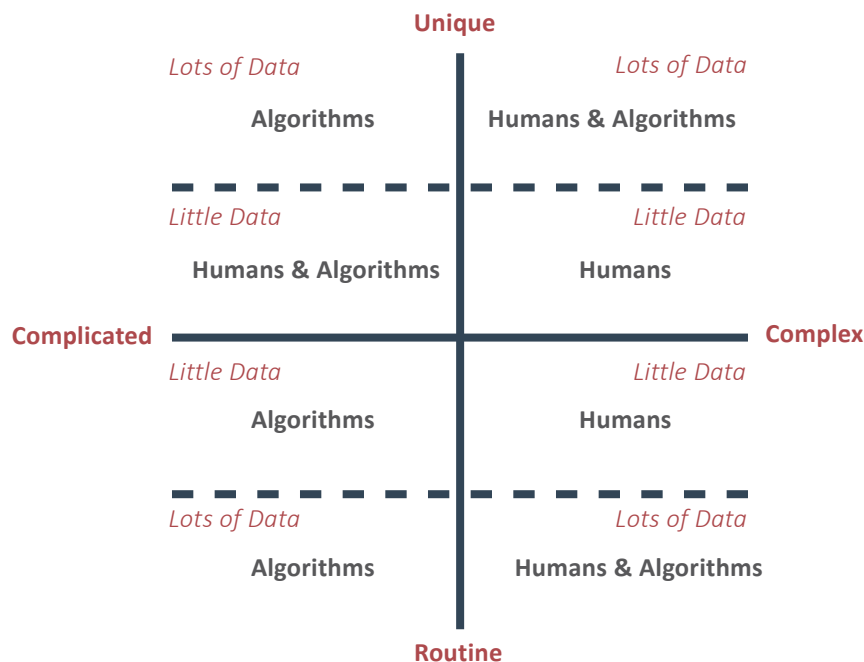 Unique
Lots of Data
Lots of Data
Algorithms
Humans & Algorithms
Little Data
Little Data
Humans & Algorithms
Humans
Complicated
Complex
Little Data
Little Data
Algorithms
Humans
Lots of Data
Lots of Data
Algorithms
Humans & Algorithms
Routine